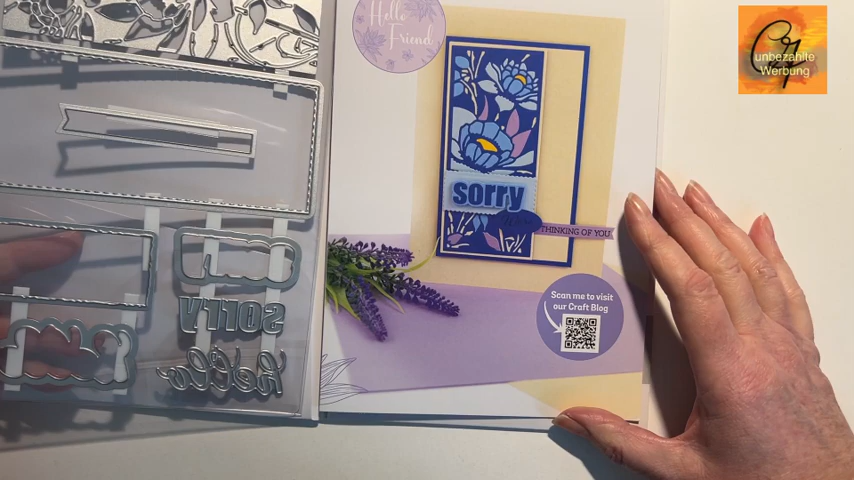 Hello
Friend
sorry
THINKING OF YOU
Scan me to visit
our Craft Blog
sorry
hello
unbezahlte
Werbung